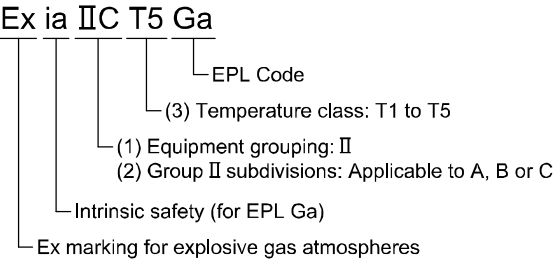 Ex ia ⅡC T5 Ga
EPL Code
(3) Temperature class: T1 to T5
(1) Equipment grouping: Ⅱ
(2) Group Ⅱ subdivisions: Applicable to A, B or C
Intrinsic safety (for EPL Ga)
Ex marking for explosive gas atmospheres